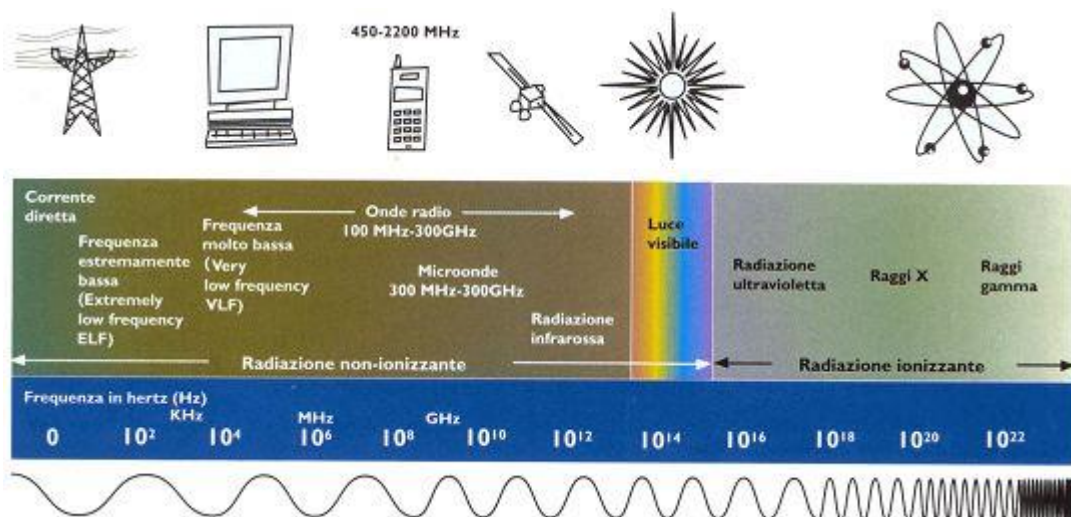 450-2200 MHz
Corrente
diretta
Frequenza
estremamente
bassa
(Extremely
low frequency
ELF)
Frequenza
molto bassa
(Very
low frequency
VLF)
Onde radio
100 MHz-300GHz
Microonde
300 MHz-300GHz
Radiazione
infrarossa
Luce
visibile
Radiazione
ultravioletta
Raggi X
Raggi
gamma
Radiazione non-ionizzante
Radiazione ionizzante
Frequenza in hertz (Hz)
KHz MHz GHz
0 10² 10⁴ 10⁶ 10⁸ 10¹⁰ 10¹² 10¹⁴ 10¹⁶ 10¹⁸ 10²⁰ 10²²